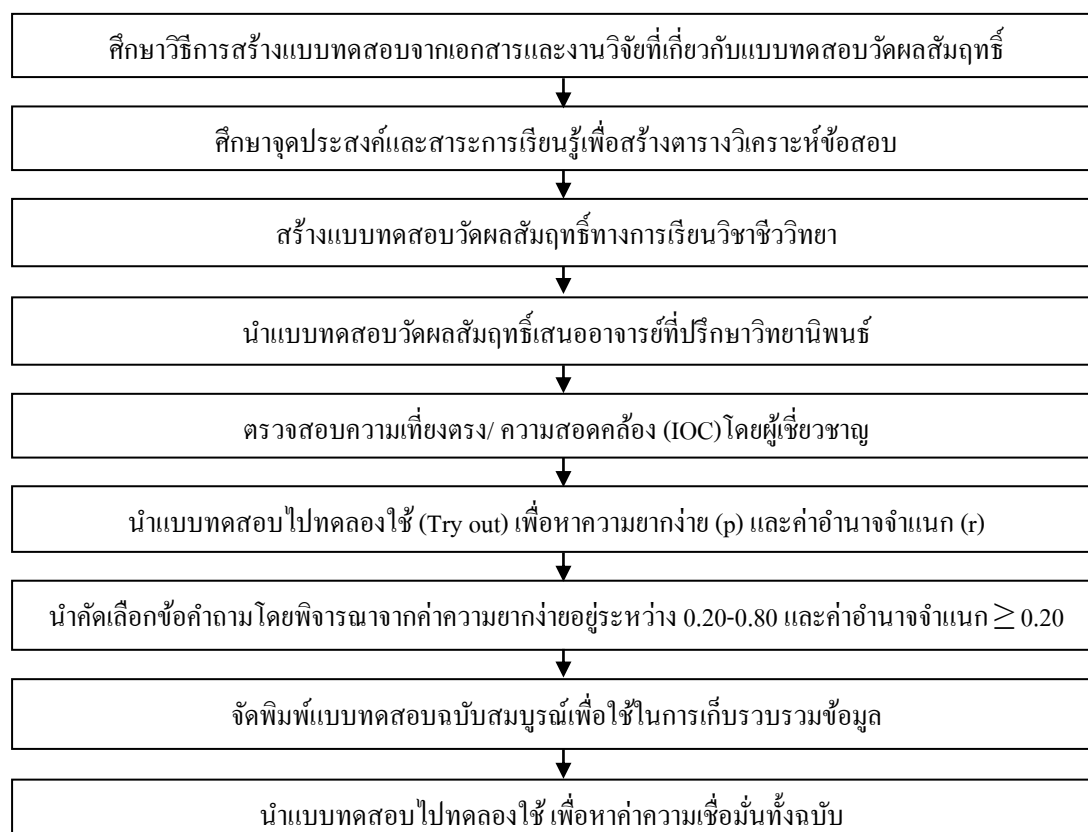 ศึกษาวิธีการสร้างแบบทดสอบจากเอกสารและงานวิจัยที่เกี่ยวกับแบบทดสอบวัดผลสัมฤทธิ์
ศึกษาจุดประสงค์และสาระการเรียนรู้เพื่อสร้างตารางวิเคราะห์ข้อสอบ
สร้างแบบทดสอบวัดผลสัมฤทธิ์ทางการเรียนวิชาชีววิทยา
นำแบบทดสอบวัดผลสัมฤทธิ์เสนออาจารย์ที่ปรึกษาวิทยานิพนธ์
ตรวจสอบความเที่ยงตรง/ ความสอดคล้อง (IOC)โดยผู้เชี่ยวชาญ
นำแบบทดสอบไปทดลองใช้ (Try out) เพื่อหาความยากง่าย (p) และค่าอำนาจจำแนก (r)
นำคัดเลือกข้อคำถามโดยพิจารณาจากค่าความยากง่ายอยู่ระหว่าง 0.20-0.80 และค่าอำนาจจำแนก ≥ 0.20
จัดพิมพ์แบบทดสอบฉบับสมบูรณ์เพื่อใช้ในการเก็บรวบรวมข้อมูล
นำแบบทดสอบไปทดลองใช้ เพื่อหาค่าความเชื่อมั่นทั้งฉบับ